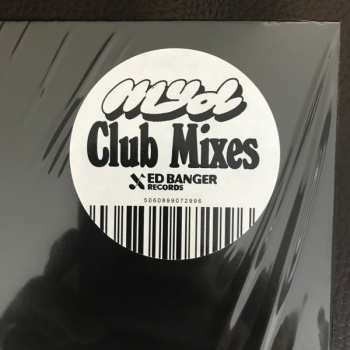 Myd
Club Mixes
ED BANGER
RECORDS
5060899072996